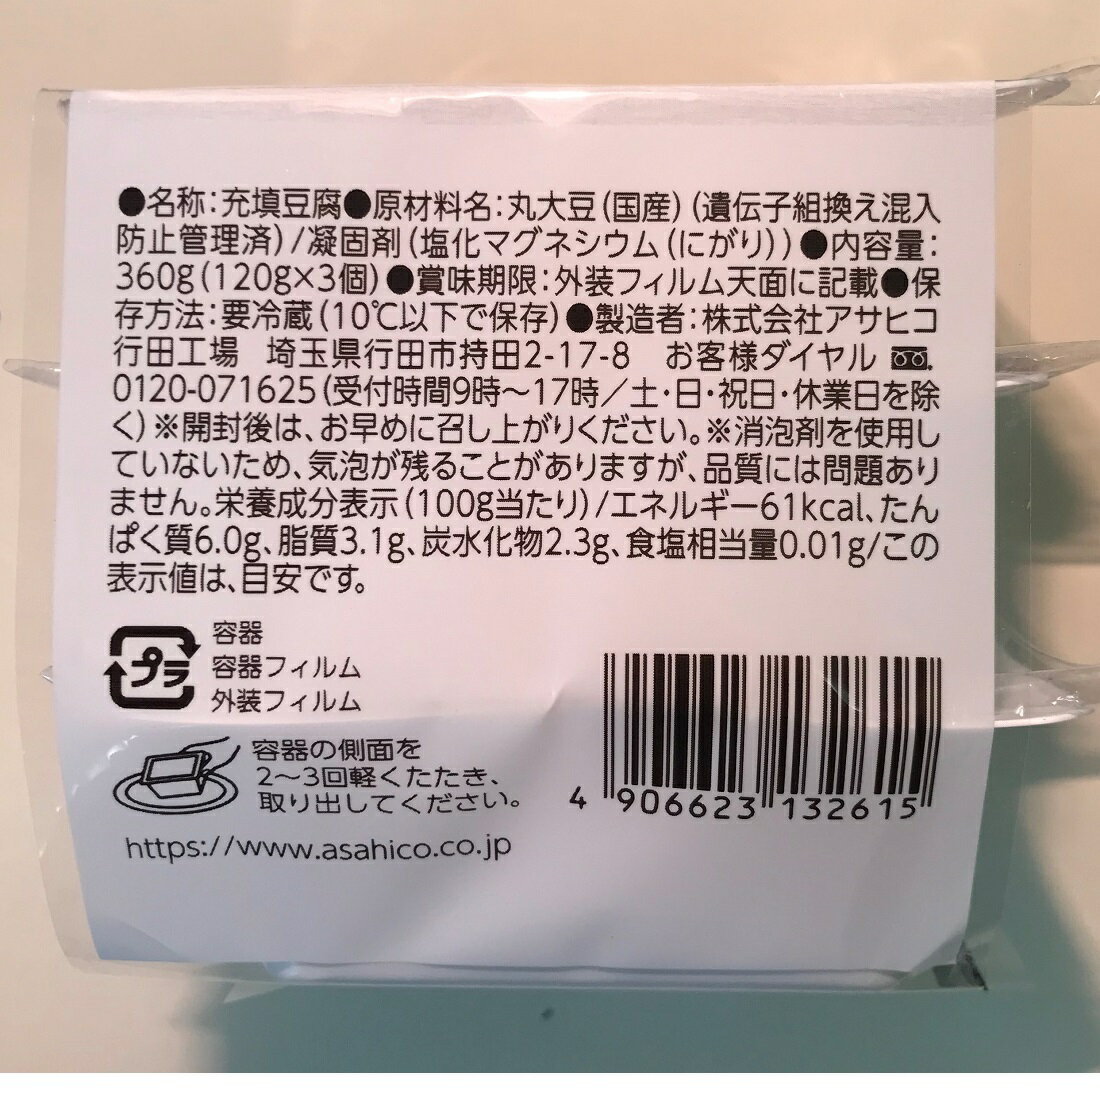 ●名称：充填豆腐●原材料名：丸大豆（国産）（遺伝子組換え混入
防止管理済）/凝固剤（塩化マグネシウム（にがり））●内容量：
360g（120g×3個）●賞味期限：外装フィルム天面に記載●保
存方法：要冷蔵（10℃以下で保存）●製造者：株式会社アサヒコ
行田工場　埼玉県行田市持田2-17-8　お客様ダイヤル
0120-071625（受付時間9時～17時／土・日・祝日・休業日を除
く）※開封後は、お早めに召し上がりください。※消泡剤を使用し
ていないため、気泡が残ることがありますが、品質には問題あり
ません。栄養成分表示（100g当たり）/エネルギー61kcal、たん
ぱく質6.0g、脂質3.1g、炭水化物2.3g、食塩相当量0.01g/この
表示値は、目安です。
プラ
容器
容器フィルム
外装フィルム
容器の側面を
2～3回軽くたたき、
取り出してください。
https://www.asahico.co.jp
4 906623 132615